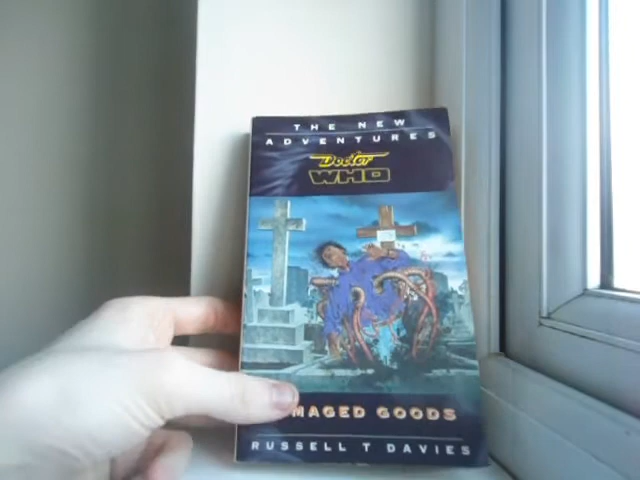 THE NEW
ADVENTURES
Doctor
WHO
MAGED GOODS
RUSSELL T DAVIES